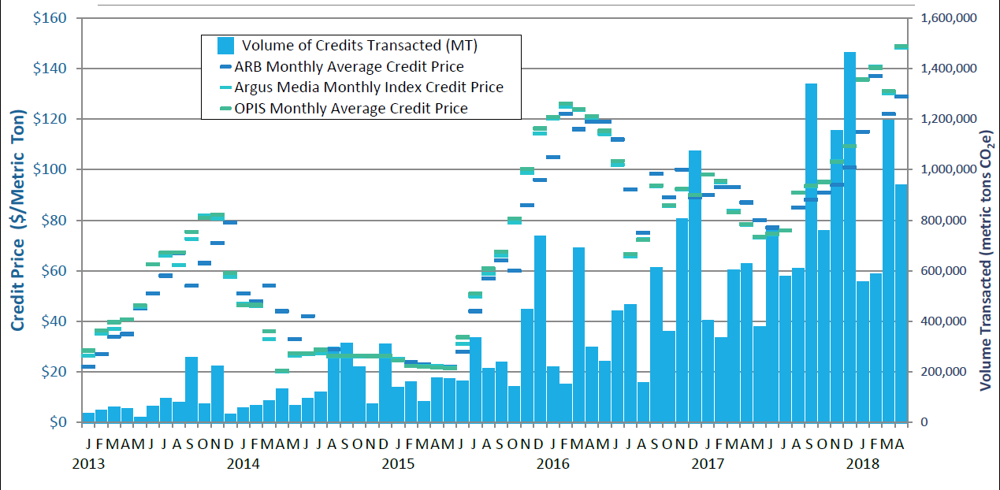 $160
$140
$120
$100
$80
$60
$40
$20
$0
Credit Price ($/Metric Ton)
Volume of Credits Transacted (MT)
ARB Monthly Average Credit Price
Argus Media Monthly Index Credit Price
OPIS Monthly Average Credit Price
1,600,000
1,400,000
1,200,000
1,000,000
800,000
600,000
400,000
200,000
0
Volume Transacted (metric tons CO2e)
J F M A M J J A S O N D J F M A M J J A S O N D J F M A M J J A S O N D J F M A M J J A S O N D J F M A M J J A S O N D J F M A
2013 2014 2015 2016 2017 2018